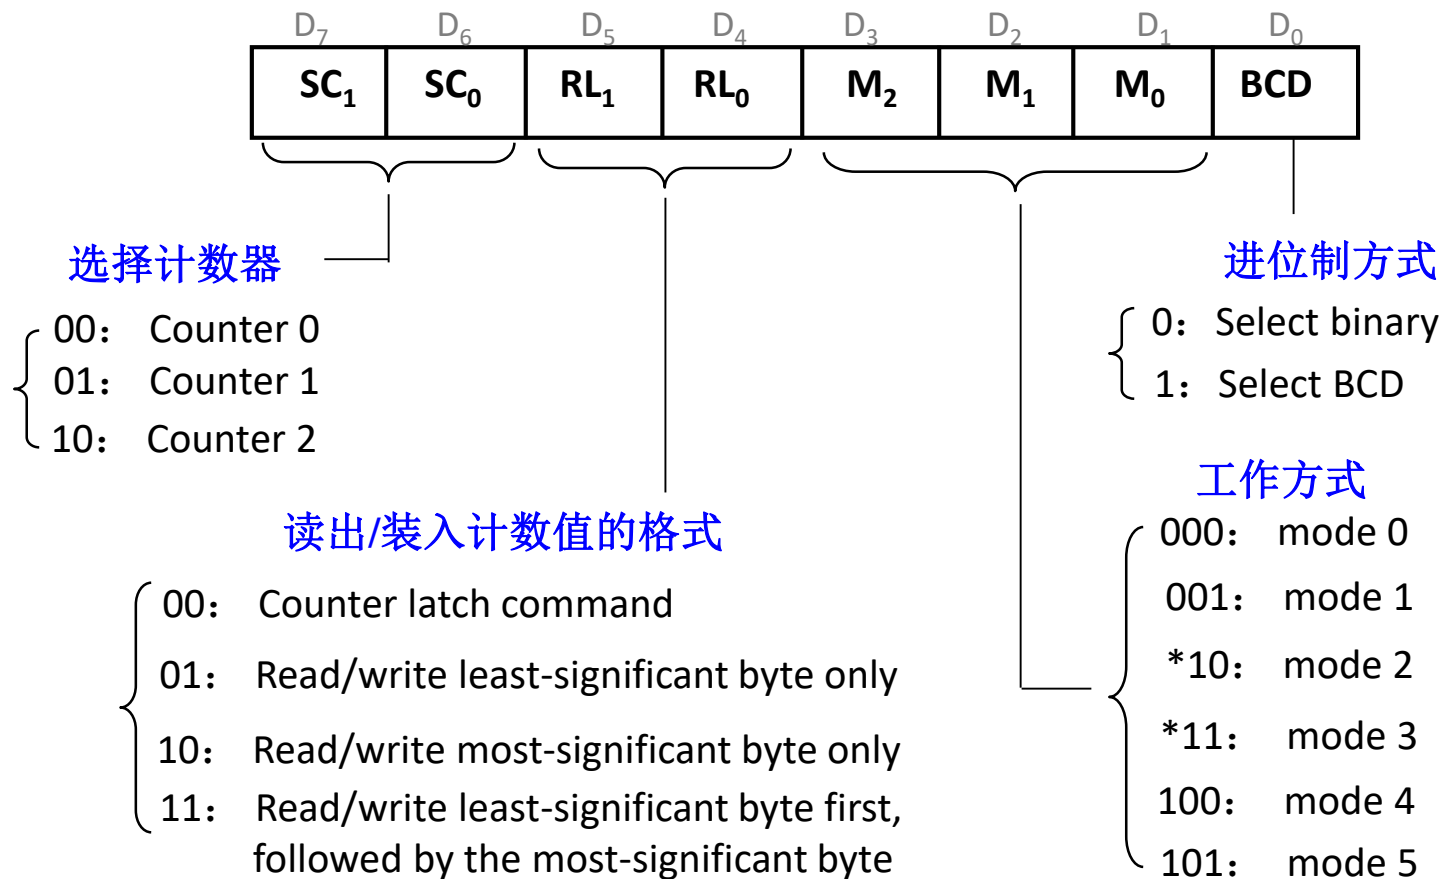 D₇ D₆ D₅ D₄ D₃ D₂ D₁ D₀
SC₁ SC₀ RL₁ RL₀ M₂ M₁ M₀ BCD
选择计数器
00： Counter 0
01： Counter 1
10： Counter 2
读出/装入计数值的格式
00： Counter latch command
01： Read/write least-significant byte only
10： Read/write most-significant byte only
11： Read/write least-significant byte first,
followed by the most-significant byte
进位制方式
0： Select binary
1： Select BCD
工作方式
000： mode 0
001： mode 1
*10： mode 2
*11： mode 3
100： mode 4
101： mode 5